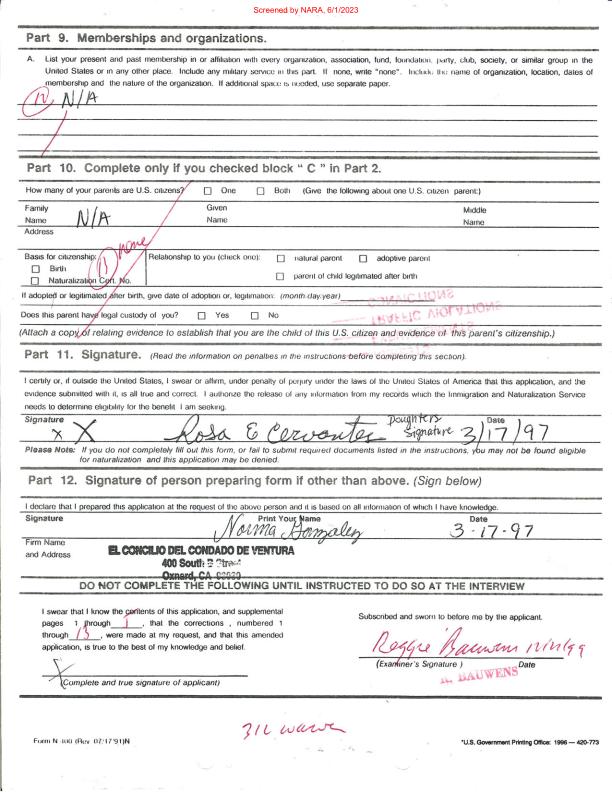 Screened by NARA, 6/1/2023
Part 9. Memberships and organizations.
A. List your present and past membership in or affiliation with every organization, association, fund, foundation, party, club, society, or similar group in the
United States or in any other place. Include any military service in this part. If none, write "none". Include the name of organization, location, dates of
membership and the nature of the organization. If additional space is needed, use separate paper.
12 N/A
Part 10. Complete only if you checked block " C " in Part 2.
How many of your parents are U.S. citizens? One Both (Give the following about one U.S. citizen parent:)
Family Given Middle
Name N/A Name Name
Address
none
Basis for citizenship: 13 Relationship to you (check one): natural parent adoptive parent
Birth
Naturalization Cert. No. parent of child legitimated after birth
If adopted or legitimated after birth, give date of adoption or, legitimation: (month day year)
CONVICTIONS
Does this parent have legal custody of you? Yes No
TRAFFIC VIOLATIONS
(Attach a copy of relating evidence to establish that you are the child of this U.S. citizen and evidence of this parent's citizenship.)
Part 11. Signature. (Read the information on penalties in the instructions before completing this section).
I certify or, if outside the United States, I swear or affirm, under penalty of perjury under the laws of the United States of America that this application, and the
evidence submitted with it, is all true and correct. I authorize the release of any information from my records which the Immigration and Naturalization Service
needs to determine eligibility for the benefit I am seeking.
Signature Daughters Date
x X Rosa E Cervantes Signature 3/17/97
Please Note: If you do not completely fill out this form, or fail to submit required documents listed in the instructions, you may not be found eligible
for naturalization and this application may be denied.
Part 12. Signature of person preparing form if other than above. (Sign below)
I declare that I prepared this application at the request of the above person and it is based on all information of which I have knowledge.
Signature Print Your Name Date
Norma Gonzalez 3-17-97
Firm Name
and Address EL CONCILIO DEL CONDADO DE VENTURA
400 South B Street
Oxnard, CA
DO NOT COMPLETE THE FOLLOWING UNTIL INSTRUCTED TO DO SO AT THE INTERVIEW
I swear that I know the contents of this application, and supplemental
pages 1 through 1, that the corrections, numbered 1
through 13, were made at my request, and that this amended
application, is true to the best of my knowledge and belief.
X
(Complete and true signature of applicant)
Subscribed and sworn to before me by the applicant.
Reggie Bauwens
(Examiner's Signature ) Date
R. BAUWENS
312
Form N-400 (Rev 07/17/91)N
*U.S. Government Printing Office: 1996 — 420-773